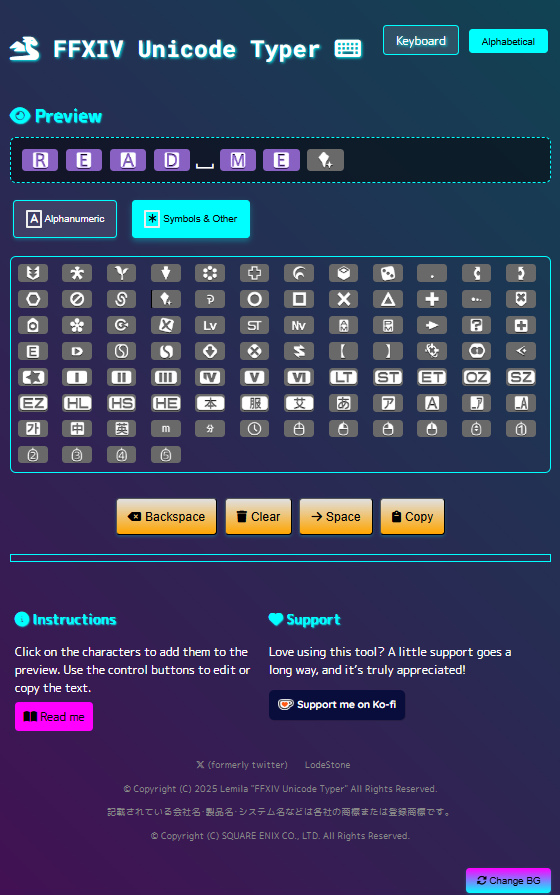 FFXIV Unicode Typer
Keyboard
Alphabetical
Preview
R E A D M E
A Alphanumeric
Symbols & Other
Lv ST Nv
E
I II III IV V VI LT ST ET OZ SZ
EZ HL HS HE 本 服 艾 あ ア A
가 中 英 m 分
2 3 4 5
Backspace
Clear
Space
Copy
Instructions
Click on the characters to add them to the
preview. Use the control buttons to edit or
copy the text.
Read me
Support
Love using this tool? A little support goes a
long way, and it's truly appreciated!
Support me on Ko-fi
X (formerly twitter)
LodeStone
© Copyright (C) 2025 Lemila "FFXIV Unicode Typer" All Rights Reserved.
記載されている会社名・製品名・システム名などは各社の商標または登録商標です。
© Copyright (C) SQUARE ENIX CO., LTD. All Rights Reserved.
Change BG